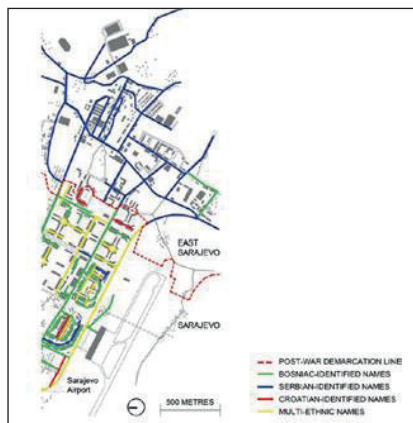 EAST
SARAJEVO
SARAJEVO
Sarajevo
Airport
500 METRES
POST-WAR DEMARCATION LINE
BOSNIAC-IDENTIFIED NAMES
SERBIAN-IDENTIFIED NAMES
CROATIAN-IDENTIFIED NAMES
MULTI-ETHNIC NAMES